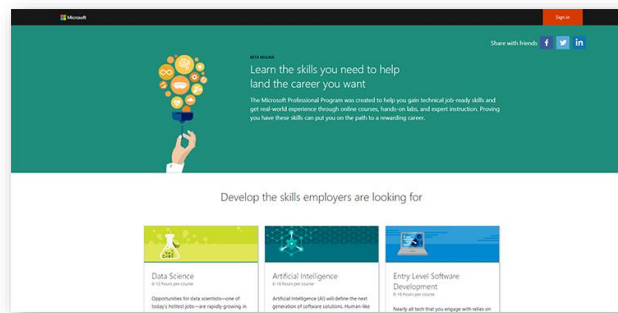 Microsoft
Sign in
Share with friends
Learn the skills you need to help
land the career you want
The Microsoft Professional Program was created to help you gain technical job-ready skills and
get real-world experience through online courses, hands-on labs, and expert instruction. Proving
you have these skills can put you on the path to a rewarding career.
Develop the skills employers are looking for
Data Science
Opportunities for data scientists—one of
today's hottest jobs—are rapidly growing in
Artificial Intelligence
Artificial Intelligence (AI) will define the next
generation of software solutions. Human-like
Entry Level Software
Development
Nearly all tech that you engage with relies on